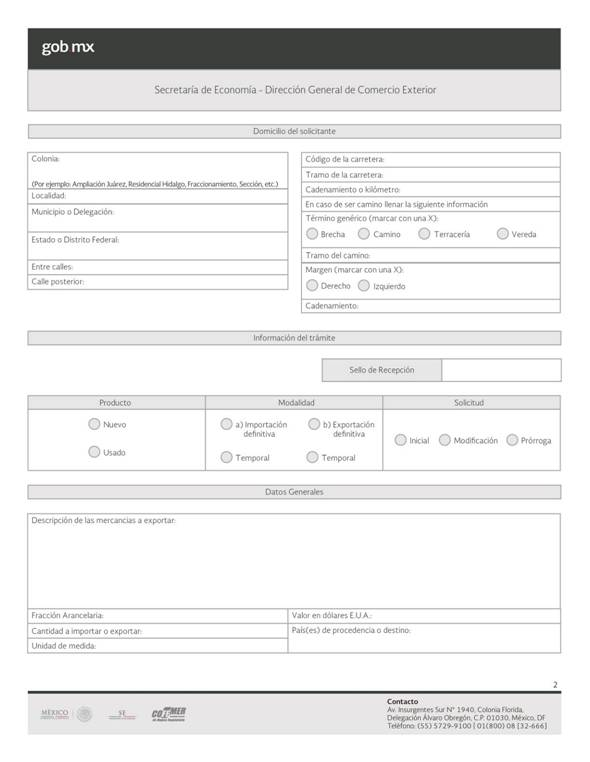 gob.mx
Secretaría de Economía - Dirección General de Comercio Exterior
Domicilio del solicitante
Colonia:
(Por ejemplo: Ampliación Juárez, Residencial Hidalgo, Fraccionamiento, Sección, etc.)
Localidad:
Municipio o Delegación:
Estado o Distrito Federal:
Entre calles:
Calle posterior:
Código de la carretera:
Tramo de la carretera:
Cadenamiento o kilómetro:
En caso de ser camino llenar la siguiente información
Término genérico (marcar con una X):
Brecha Camino Terracería Vereda
Tramo del camino:
Margen (marcar con una X):
Derecho Izquierdo
Cadenamiento:
Información del trámite
Sello de Recepción
Producto Modalidad Solicitud
Nuevo
Usado
a) Importación
definitiva
b) Exportación
definitiva
Temporal Temporal
Inicial Modificación Prórroga
Datos Generales
Descripción de las mercancias a exportar:
Fracción Arancelaria:
Cantidad a importar o exportar:
Unidad de medida:
Valor en dólares E.U.A.:
País(es) de procedencia o destino:
2
MÉXICO
SE
COFEMER
Contacto
Av. Insurgentes Sur N° 1940, Colonia Florida,
Delegación Álvaro Obregón, C.P. 01030, México, DF
Teléfono: (55) 5729-9100 | 01(800) 08 [32-666]